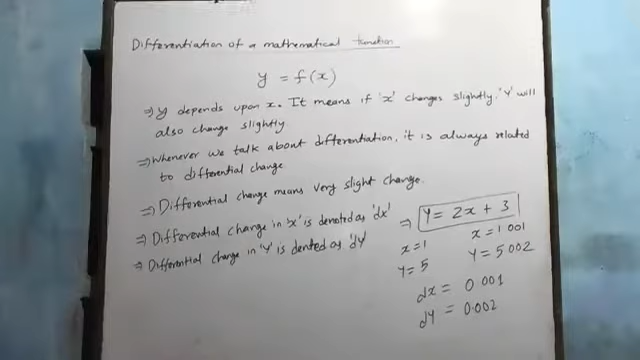 Differentiation of a mathematical function
y = f(x)
⇒ y depends upon x. It means if 'x' changes slightly. 'Y' will
also change slightly.
⇒ Whenever we talk about differentiation, it is always related
to differential change.
⇒ Differential change means very slight change.
⇒ Differential change in 'x' is denoted as 'dx'
⇒ Differential change in 'Y' is denoted as 'dY'
⇒ Y = 2x + 3
x = 1 x = 1.001
Y = 5 Y = 5.002
dx = 0.001
dY = 0.002